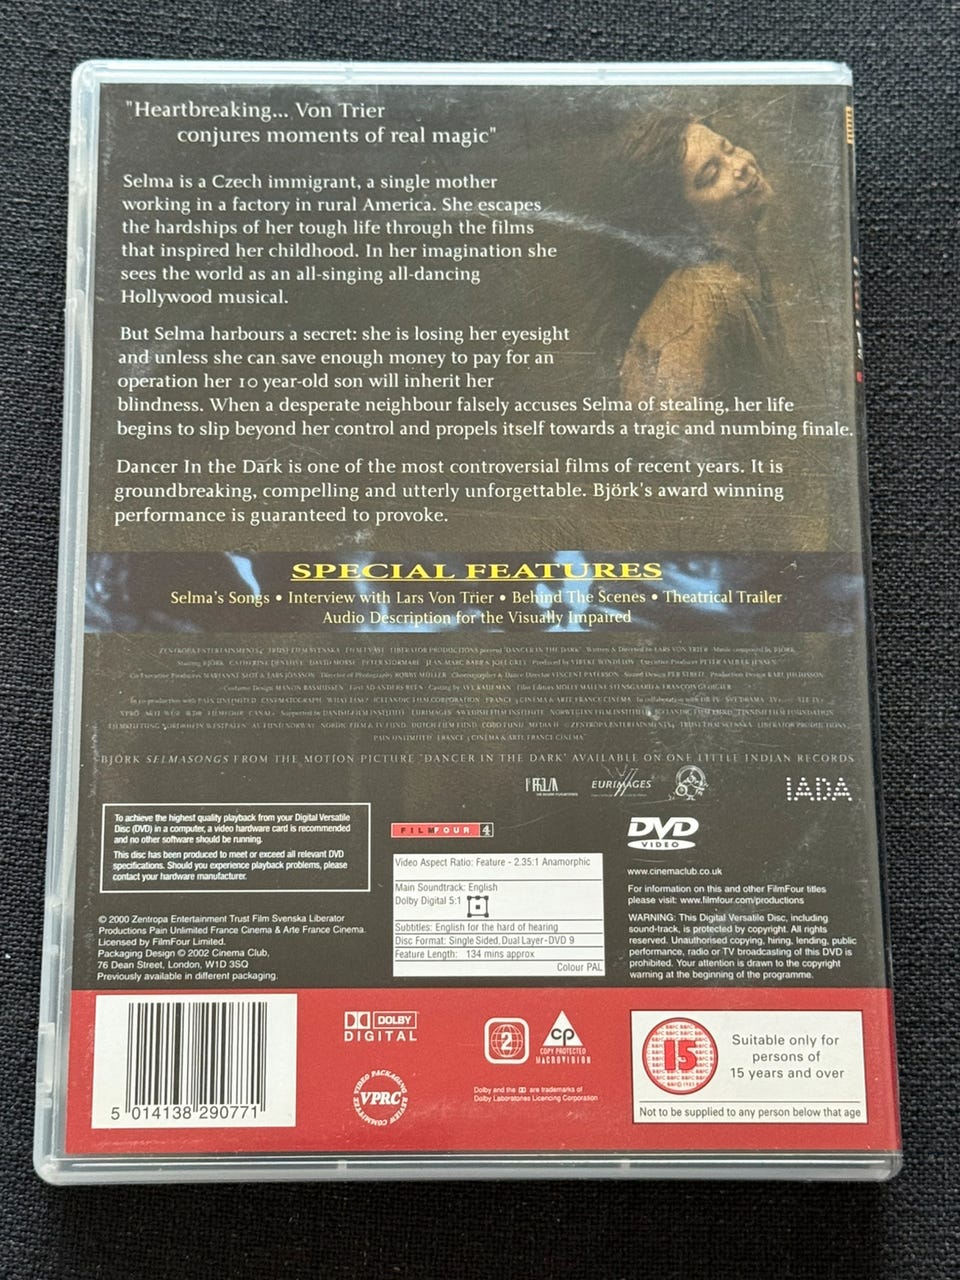 "Heartbreaking... Von Trier
conjures moments of real magic"
Selma is a Czech immigrant, a single mother
working in a factory in rural America. She escapes
the hardships of her tough life through the films
that inspired her childhood. In her imagination she
sees the world as an all-singing all-dancing
Hollywood musical.
But Selma harbours a secret: she is losing her eyesight
and unless she can save enough money to pay for an
operation her 10 year-old son will inherit her
blindness. When a desperate neighbour falsely accuses Selma of stealing, her life
begins to slip beyond her control and propels itself towards a tragic and numbing finale.
Dancer In the Dark is one of the most controversial films of recent years. It is
groundbreaking, compelling and utterly unforgettable. Björk's award winning
performance is guaranteed to provoke.
SPECIAL FEATURES
Selma's Songs • Interview with Lars Von Trier • Behind The Scenes • Theatrical Trailer
Audio Description for the Visually Impaired
BJÖRK SELMASONGS FROM THE MOTION PICTURE "DANCER IN THE DARK" AVAILABLE ON ONE LITTLE INDIAN RECORDS
EURIMAGES
To achieve the highest quality playback from your Digital Versatile
Disc (DVD) in a computer, a video hardware card is recommended
and no other software should be running.
This disc has been produced to meet or exceed all relevant DVD
specifications. Should you experience playback problems, please
contact your hardware manufacturer.
© 2000 Zentropa Entertainment Trust Film Svenska Liberator
Productions Pain Unlimited France Cinema & Arte France Cinema.
Licensed by FilmFour Limited.
Packaging Design © 2002 Cinema Club,
76 Dean Street, London, W1D 3SQ
Previously available in different packaging.
FILMFOUR 4
Video Aspect Ratio: Feature - 2.35:1 Anamorphic
Main Soundtrack: English
Dolby Digital 5:1
Subtitles: English for the hard of hearing
Disc Format: Single Sided, Dual Layer - DVD 9
Feature Length: 134 mins approx
Colour PAL
DVD
VIDEO
www.cinemaclub.co.uk
For information on this and other FilmFour titles
please visit: www.filmfour.com/productions
WARNING: This Digital Versatile Disc, including
sound-track, is protected by copyright. All rights
reserved. Unauthorised copying, hiring, lending, public
performance, radio or TV broadcasting of this DVD is
prohibited. Your attention is drawn to the copyright
warning at the beginning of the programme.
5 014138 290771
DOLBY
DIGITAL
VIDEO PACKAGING REVIEW COMMITTEE
VPRC
2
cp
COPY PROTECTED
MACROVISION
Dolby and the are trademarks of
Dolby Laboratories Licencing Corporation
15
Suitable only for
persons of
15 years and over
Not to be supplied to any person below that age